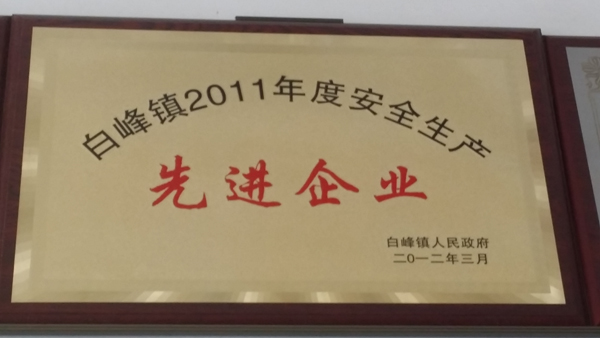 白峰镇2011年度安全生产
先进企业
白峰镇人民政府
二〇一二年三月